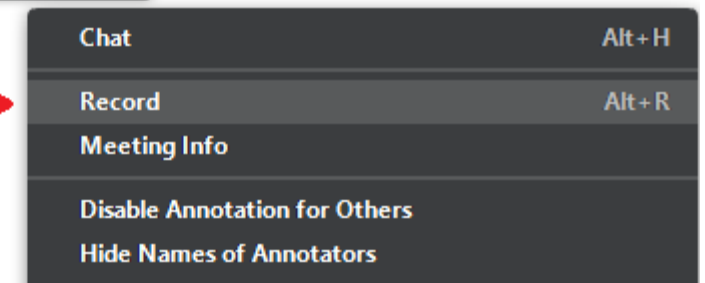 Chat Alt+H
Record Alt+R
Meeting Info
Disable Annotation for Others
Hide Names of Annotators